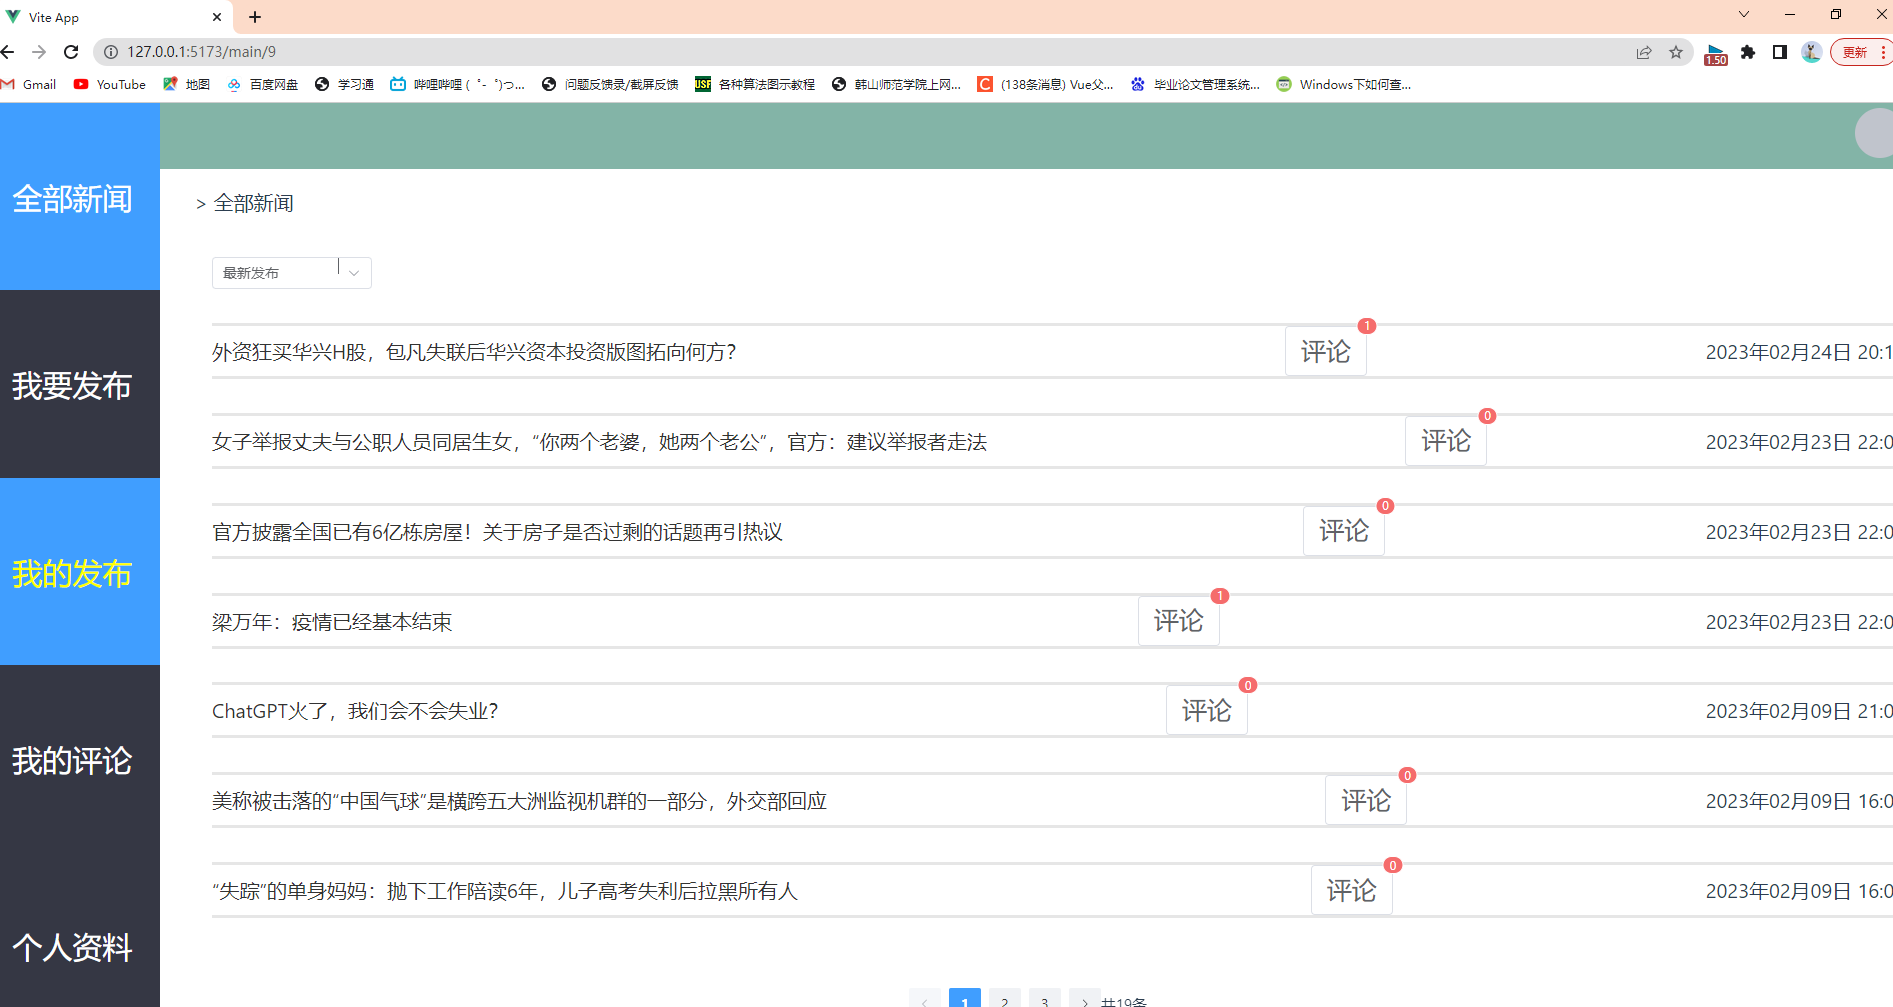 Vite App
127.0.0.1:5173/main/9
1.50
更新
Gmail YouTube 地图 百度网盘 学习通 哔哩哔哩 (゜-゜)つ... 问题反馈录/截屏反馈 USF 各种算法图示教程 韩山师范学院上网... C (138条消息) Vue父... 毕业论文管理系统... Windows下如何查...
全部新闻
我要发布
我的发布
我的评论
个人资料
> 全部新闻
最新发布
外资狂买华兴H股，包凡失联后华兴资本投资版图拓向何方？ 评论 1 2023年02月24日 20:1
女子举报丈夫与公职人员同居生女，“你两个老婆，她两个老公”，官方：建议举报者走法 评论 0 2023年02月23日 22:0
官方披露全国已有6亿栋房屋！关于房子是否过剩的话题再引热议 评论 0 2023年02月23日 22:0
梁万年：疫情已经基本结束 评论 1 2023年02月23日 22:0
ChatGPT火了，我们会不会失业？ 评论 0 2023年02月09日 21:0
美称被击落的“中国气球”是横跨五大洲监视机群的一部分，外交部回应 评论 0 2023年02月09日 16:0
“失踪”的单身妈妈：抛下工作陪读6年，儿子高考失利后拉黑所有人 评论 0 2023年02月09日 16:0
< 1 2 3 > 共19条